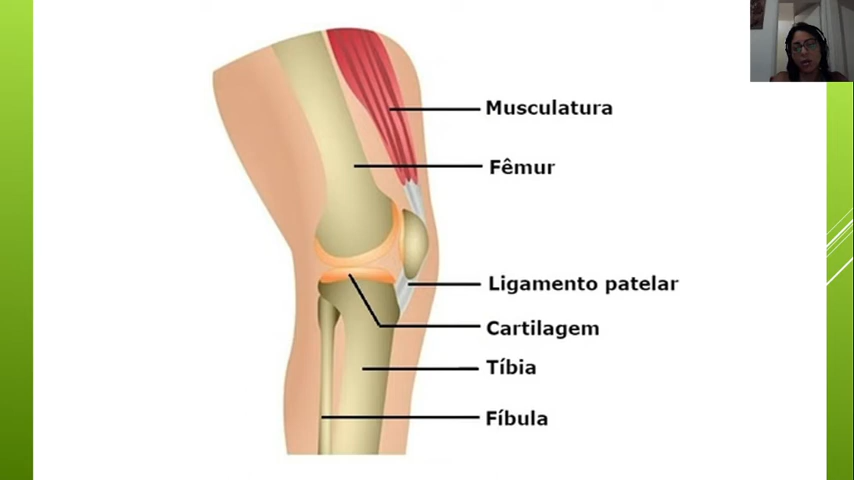 Musculatura
Fêmur
Ligamento patelar
Cartilagem
Tíbia
Fíbula